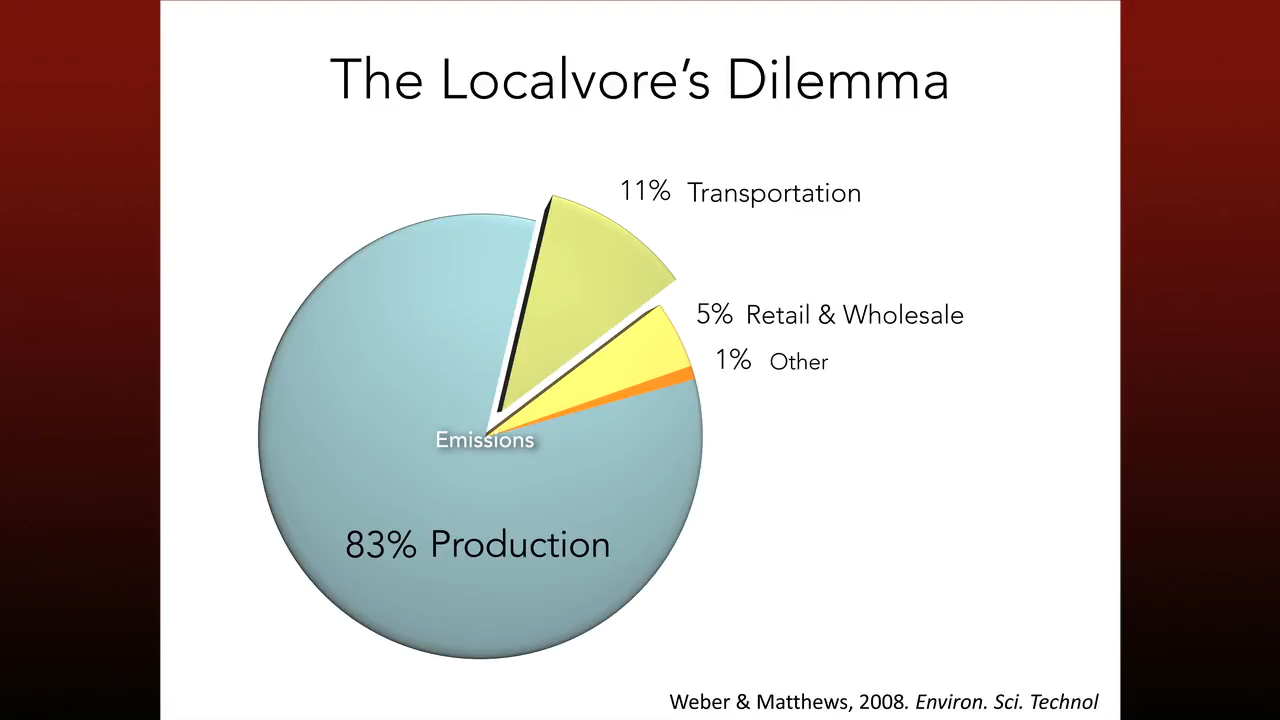 The Localvore’s Dilemma
11% Transportation
5% Retail & Wholesale
1% Other
Emissions
83% Production
Weber & Matthews, 2008. Environ. Sci. Technol